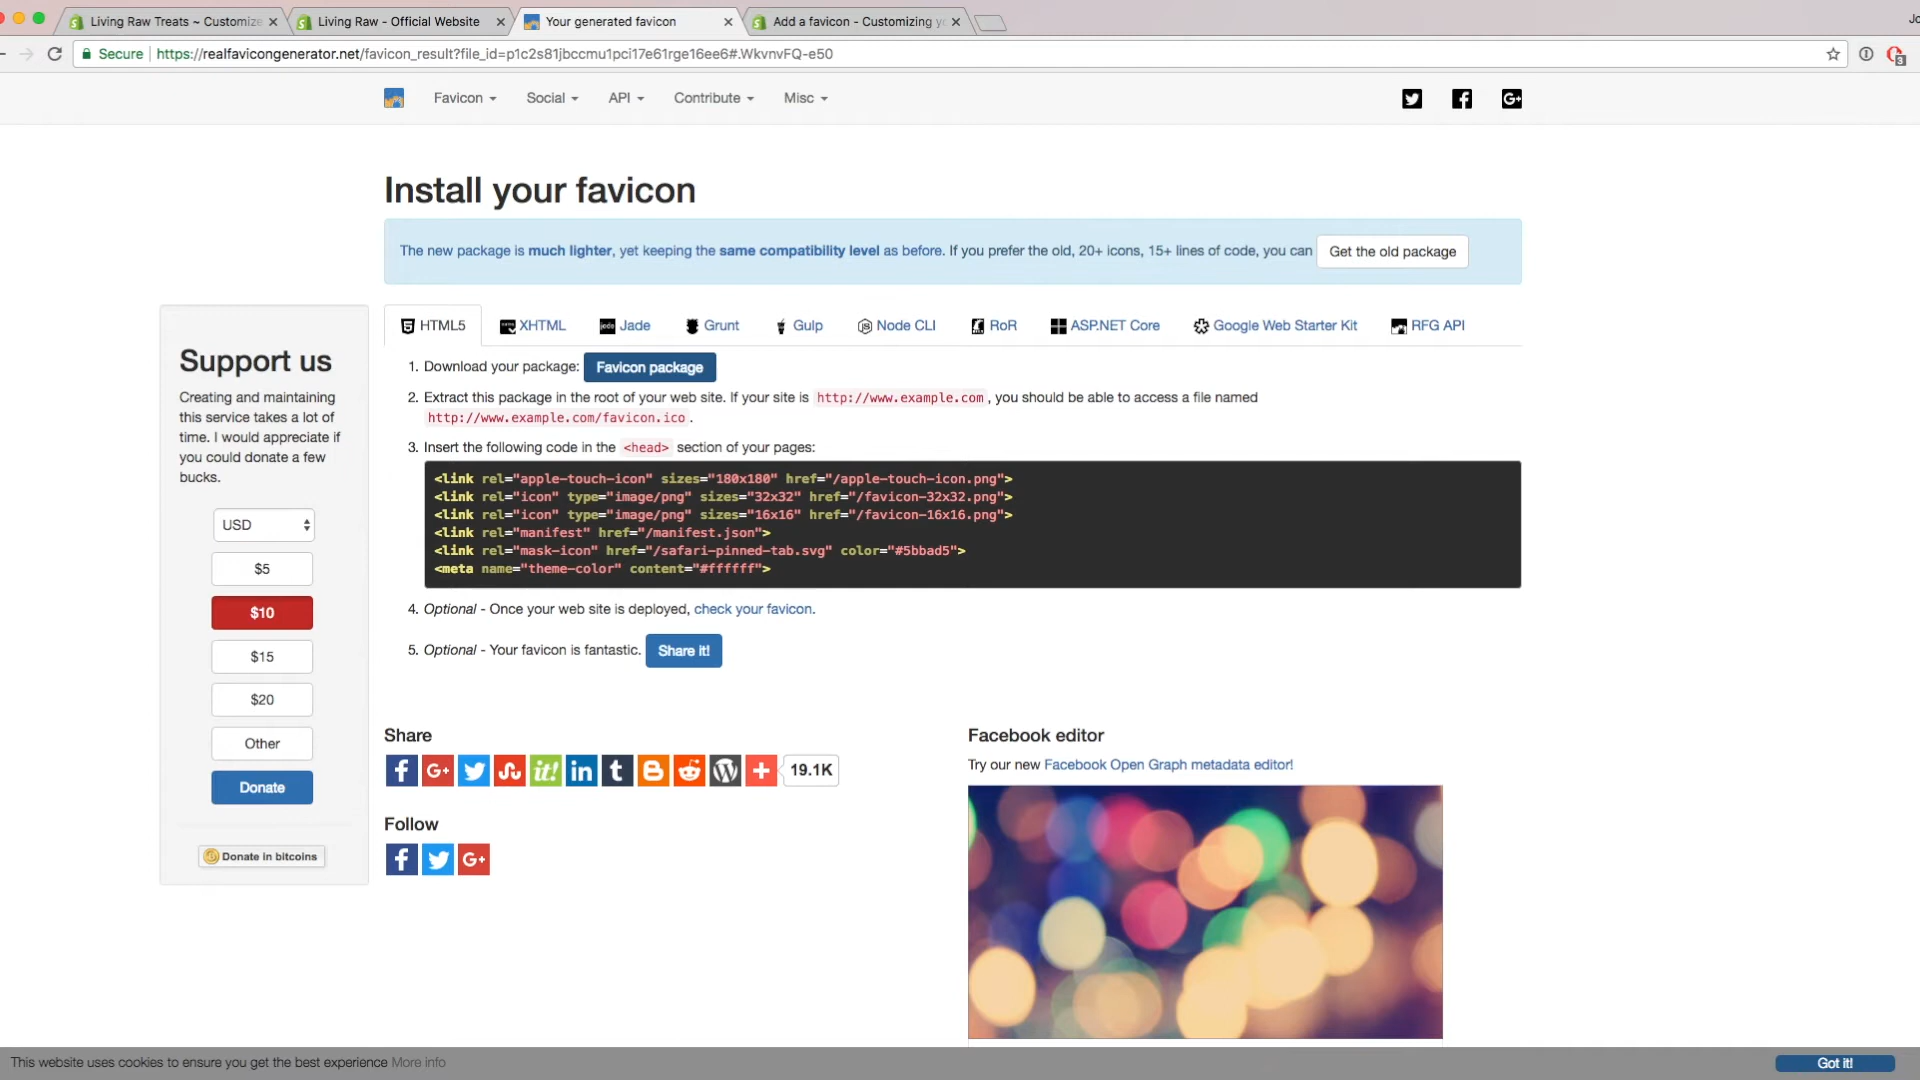 Living Raw Treats ~ Customize
Living Raw - Official Website
Your generated favicon
Add a favicon - Customizing yo
Jo
Secure
https://realfavicongenerator.net/favicon_result?file_id=p1c2s81jbccmu1pci17e61rge16ee6#.WkvnvFQ-e50
3
Favicon
Social
API
Contribute
Misc
G+
Install your favicon
The new package is much lighter, yet keeping the same compatibility level as before. If you prefer the old, 20+ icons, 15+ lines of code, you can Get the old package
HTML5
XHTML
Jade
Grunt
Gulp
Node CLI
RoR
ASP.NET Core
Google Web Starter Kit
RFG API
1. Download your package: Favicon package
2. Extract this package in the root of your web site. If your site is http://www.example.com, you should be able to access a file named
http://www.example.com/favicon.ico.
3. Insert the following code in the <head> section of your pages:
<link rel="apple-touch-icon" sizes="180x180" href="/apple-touch-icon.png">
<link rel="icon" type="image/png" sizes="32x32" href="/favicon-32x32.png">
<link rel="icon" type="image/png" sizes="16x16" href="/favicon-16x16.png">
<link rel="manifest" href="/manifest.json">
<link rel="mask-icon" href="/safari-pinned-tab.svg" color="#5bbad5">
<meta name="theme-color" content="#ffffff">
4. Optional - Once your web site is deployed, check your favicon.
5. Optional - Your favicon is fantastic. Share it!
Support us
Creating and maintaining
this service takes a lot of
time. I would appreciate if
you could donate a few
bucks.
USD
$5
$10
$15
$20
Other
Donate
Donate in bitcoins
Share
19.1K
Follow
Facebook editor
Try our new Facebook Open Graph metadata editor!
This website uses cookies to ensure you get the best experience More info
Got it!